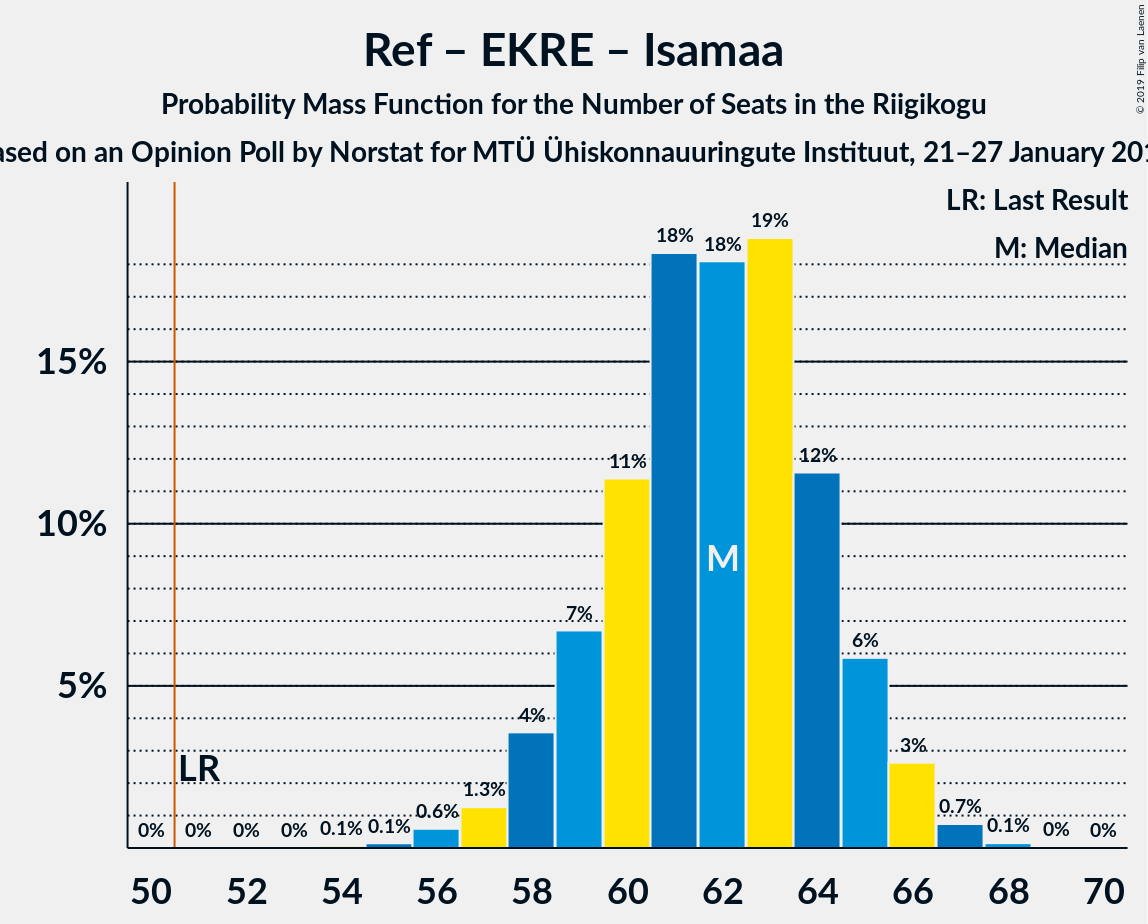 Ref – EKRE – Isamaa
Probability Mass Function for the Number of Seats in the Riigikogu
on an Opinion Poll by Norstat for MTÜ Ühiskonnauuringute Instituut, 21–27 January
© 2019 Filip van Laenen
LR: Last Result
M: Median
15%
10%
5%
LR
M
0%
0%
0%
0%
0.1%
0.1%
0.6%
1.3%
4%
7%
11%
18%
18%
19%
12%
6%
3%
0.7%
0.1%
0%
0%
50 52 54 56 58 60 62 64 66 68 70